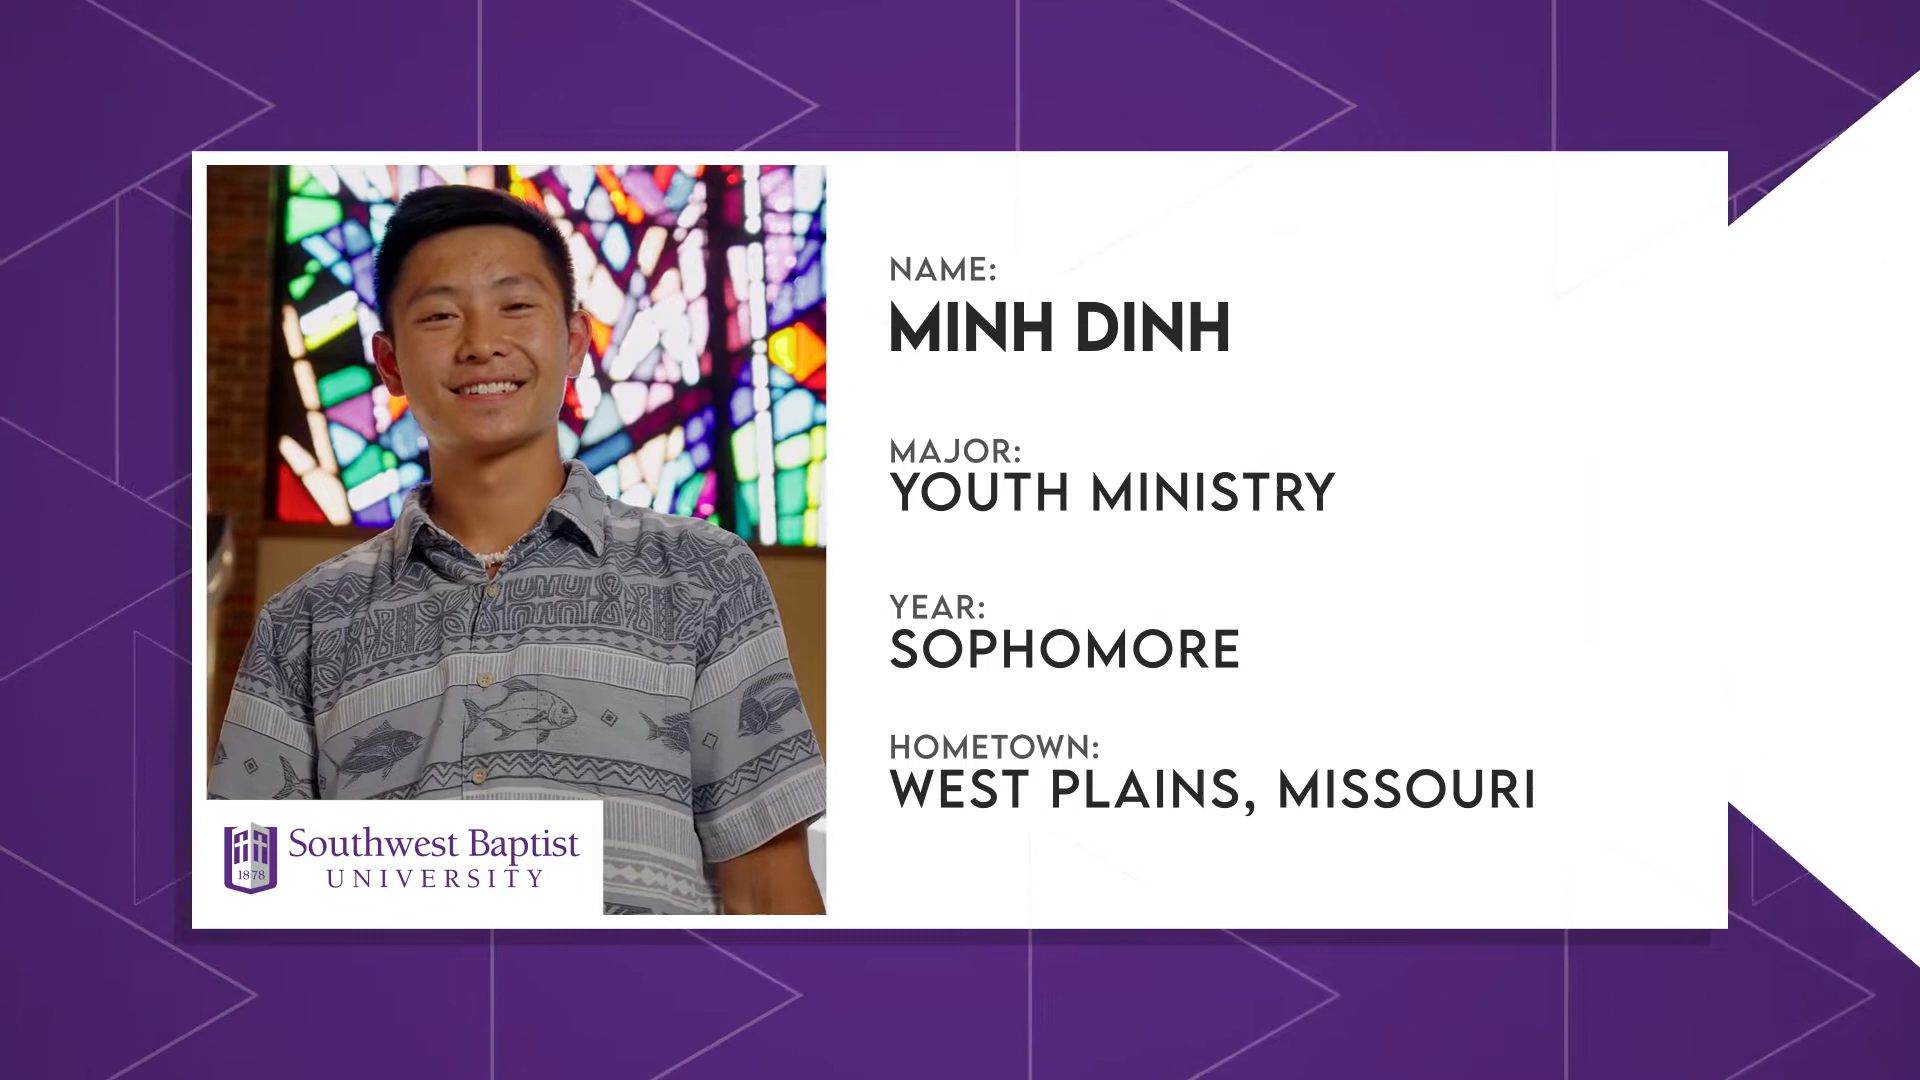 NAME:
MINH DINH
MAJOR:
YOUTH MINISTRY
YEAR:
SOPHOMORE
HOMETOWN:
WEST PLAINS, MISSOURI
1878
Southwest Baptist
UNIVERSITY